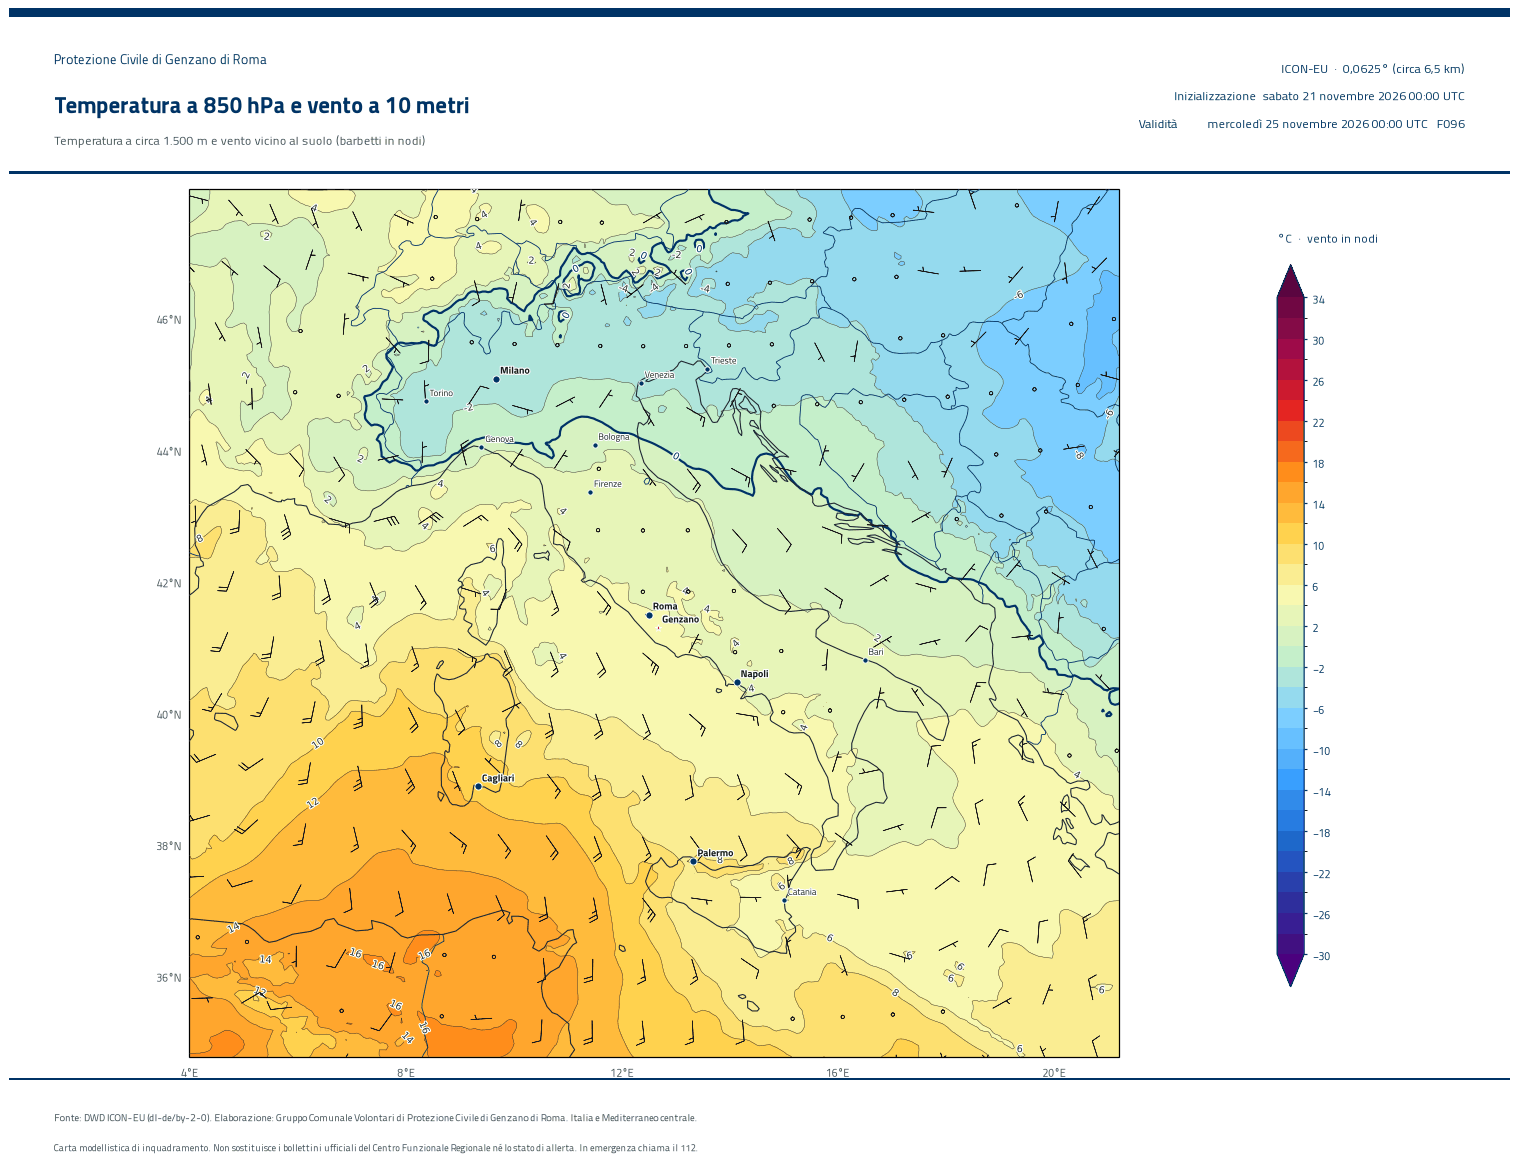 Protezione Civile di Genzano di Roma
Temperatura a 850 hPa e vento a 10 metri
Temperatura a circa 1.500 m e vento vicino al suolo (barbetti in nodi)
ICON-EU · 0,0625° (circa 6,5 km)
Inizializzazione sabato 21 novembre 2026 00:00 UTC
Validità mercoledì 25 novembre 2026 00:00 UTC F096
°C · vento in nodi
34
30
26
22
18
14
10
6
2
−2
−6
−10
−14
−18
−22
−26
−30
46°N
44°N
42°N
40°N
38°N
36°N
4°E
8°E
12°E
16°E
20°E
Milano
Torino
Venezia
Trieste
Genova
Bologna
Firenze
Roma
Genzano
Napoli
Bari
Cagliari
Palermo
Catania
Fonte: DWD ICON-EU (dl-de/by-2-0). Elaborazione: Gruppo Comunale Volontari di Protezione Civile di Genzano di Roma. Italia e Mediterraneo centrale.
Carta modellistica di inquadramento. Non sostituisce i bollettini ufficiali del Centro Funzionale Regionale né lo stato di allerta. In emergenza chiama il 112.